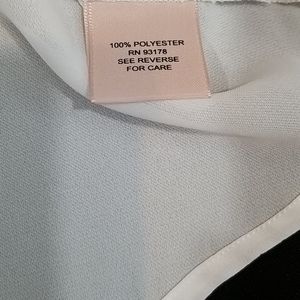 100% POLYESTER
RN 93178
SEE REVERSE
FOR CARE